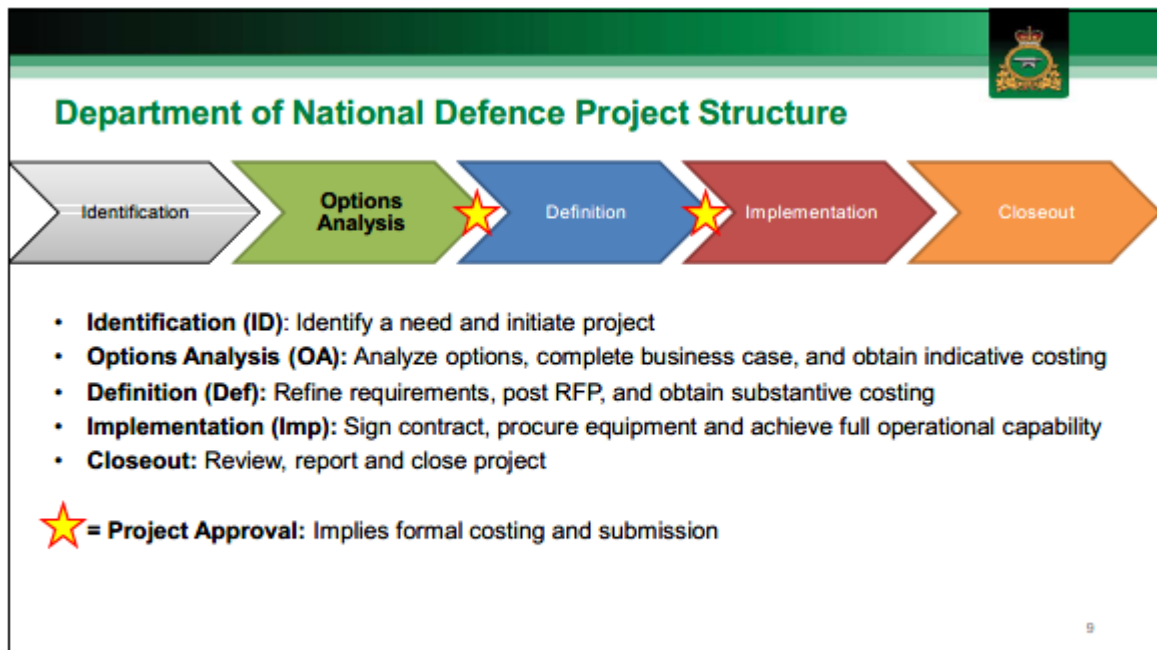 Department of National Defence Project Structure
Identification
Options
Analysis
Definition
Implementation
Closeout
• Identification (ID): Identify a need and initiate project
• Options Analysis (OA): Analyze options, complete business case, and obtain indicative costing
• Definition (Def): Refine requirements, post RFP, and obtain substantive costing
• Implementation (Imp): Sign contract, procure equipment and achieve full operational capability
• Closeout: Review, report and close project
= Project Approval: Implies formal costing and submission
9